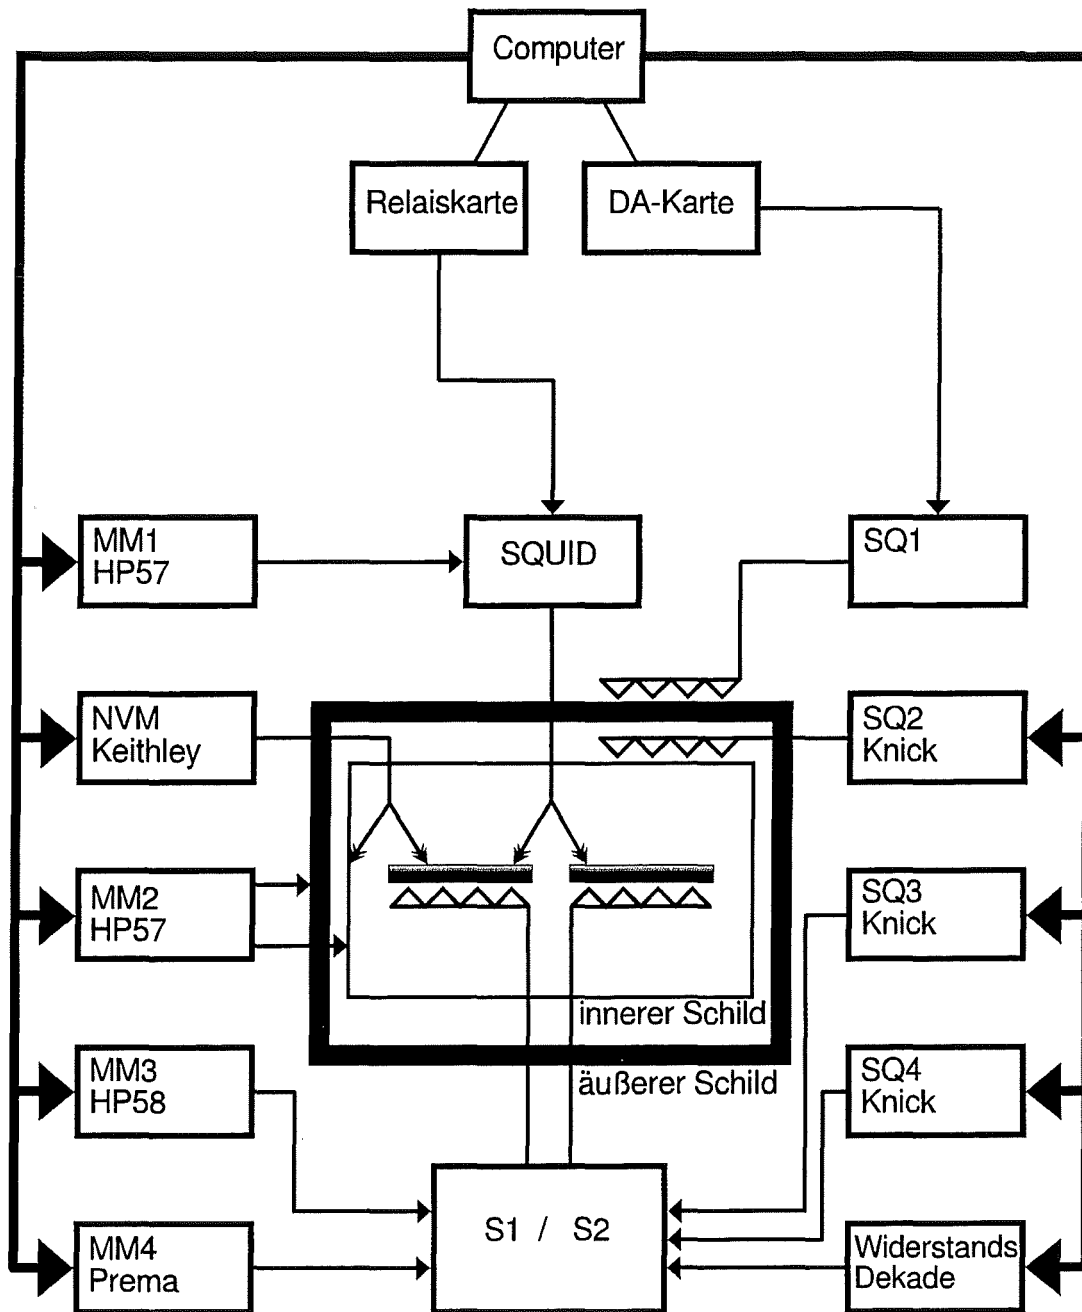 Computer
Relaiskarte
DA-Karte
MM1
HP57
SQUID
SQ1
NVM
Keithley
SQ2
Knick
MM2
HP57
SQ3
Knick
innerer Schild
äußerer Schild
MM3
HP58
SQ4
Knick
S1 / S2
MM4
Prema
Widerstands
Dekade